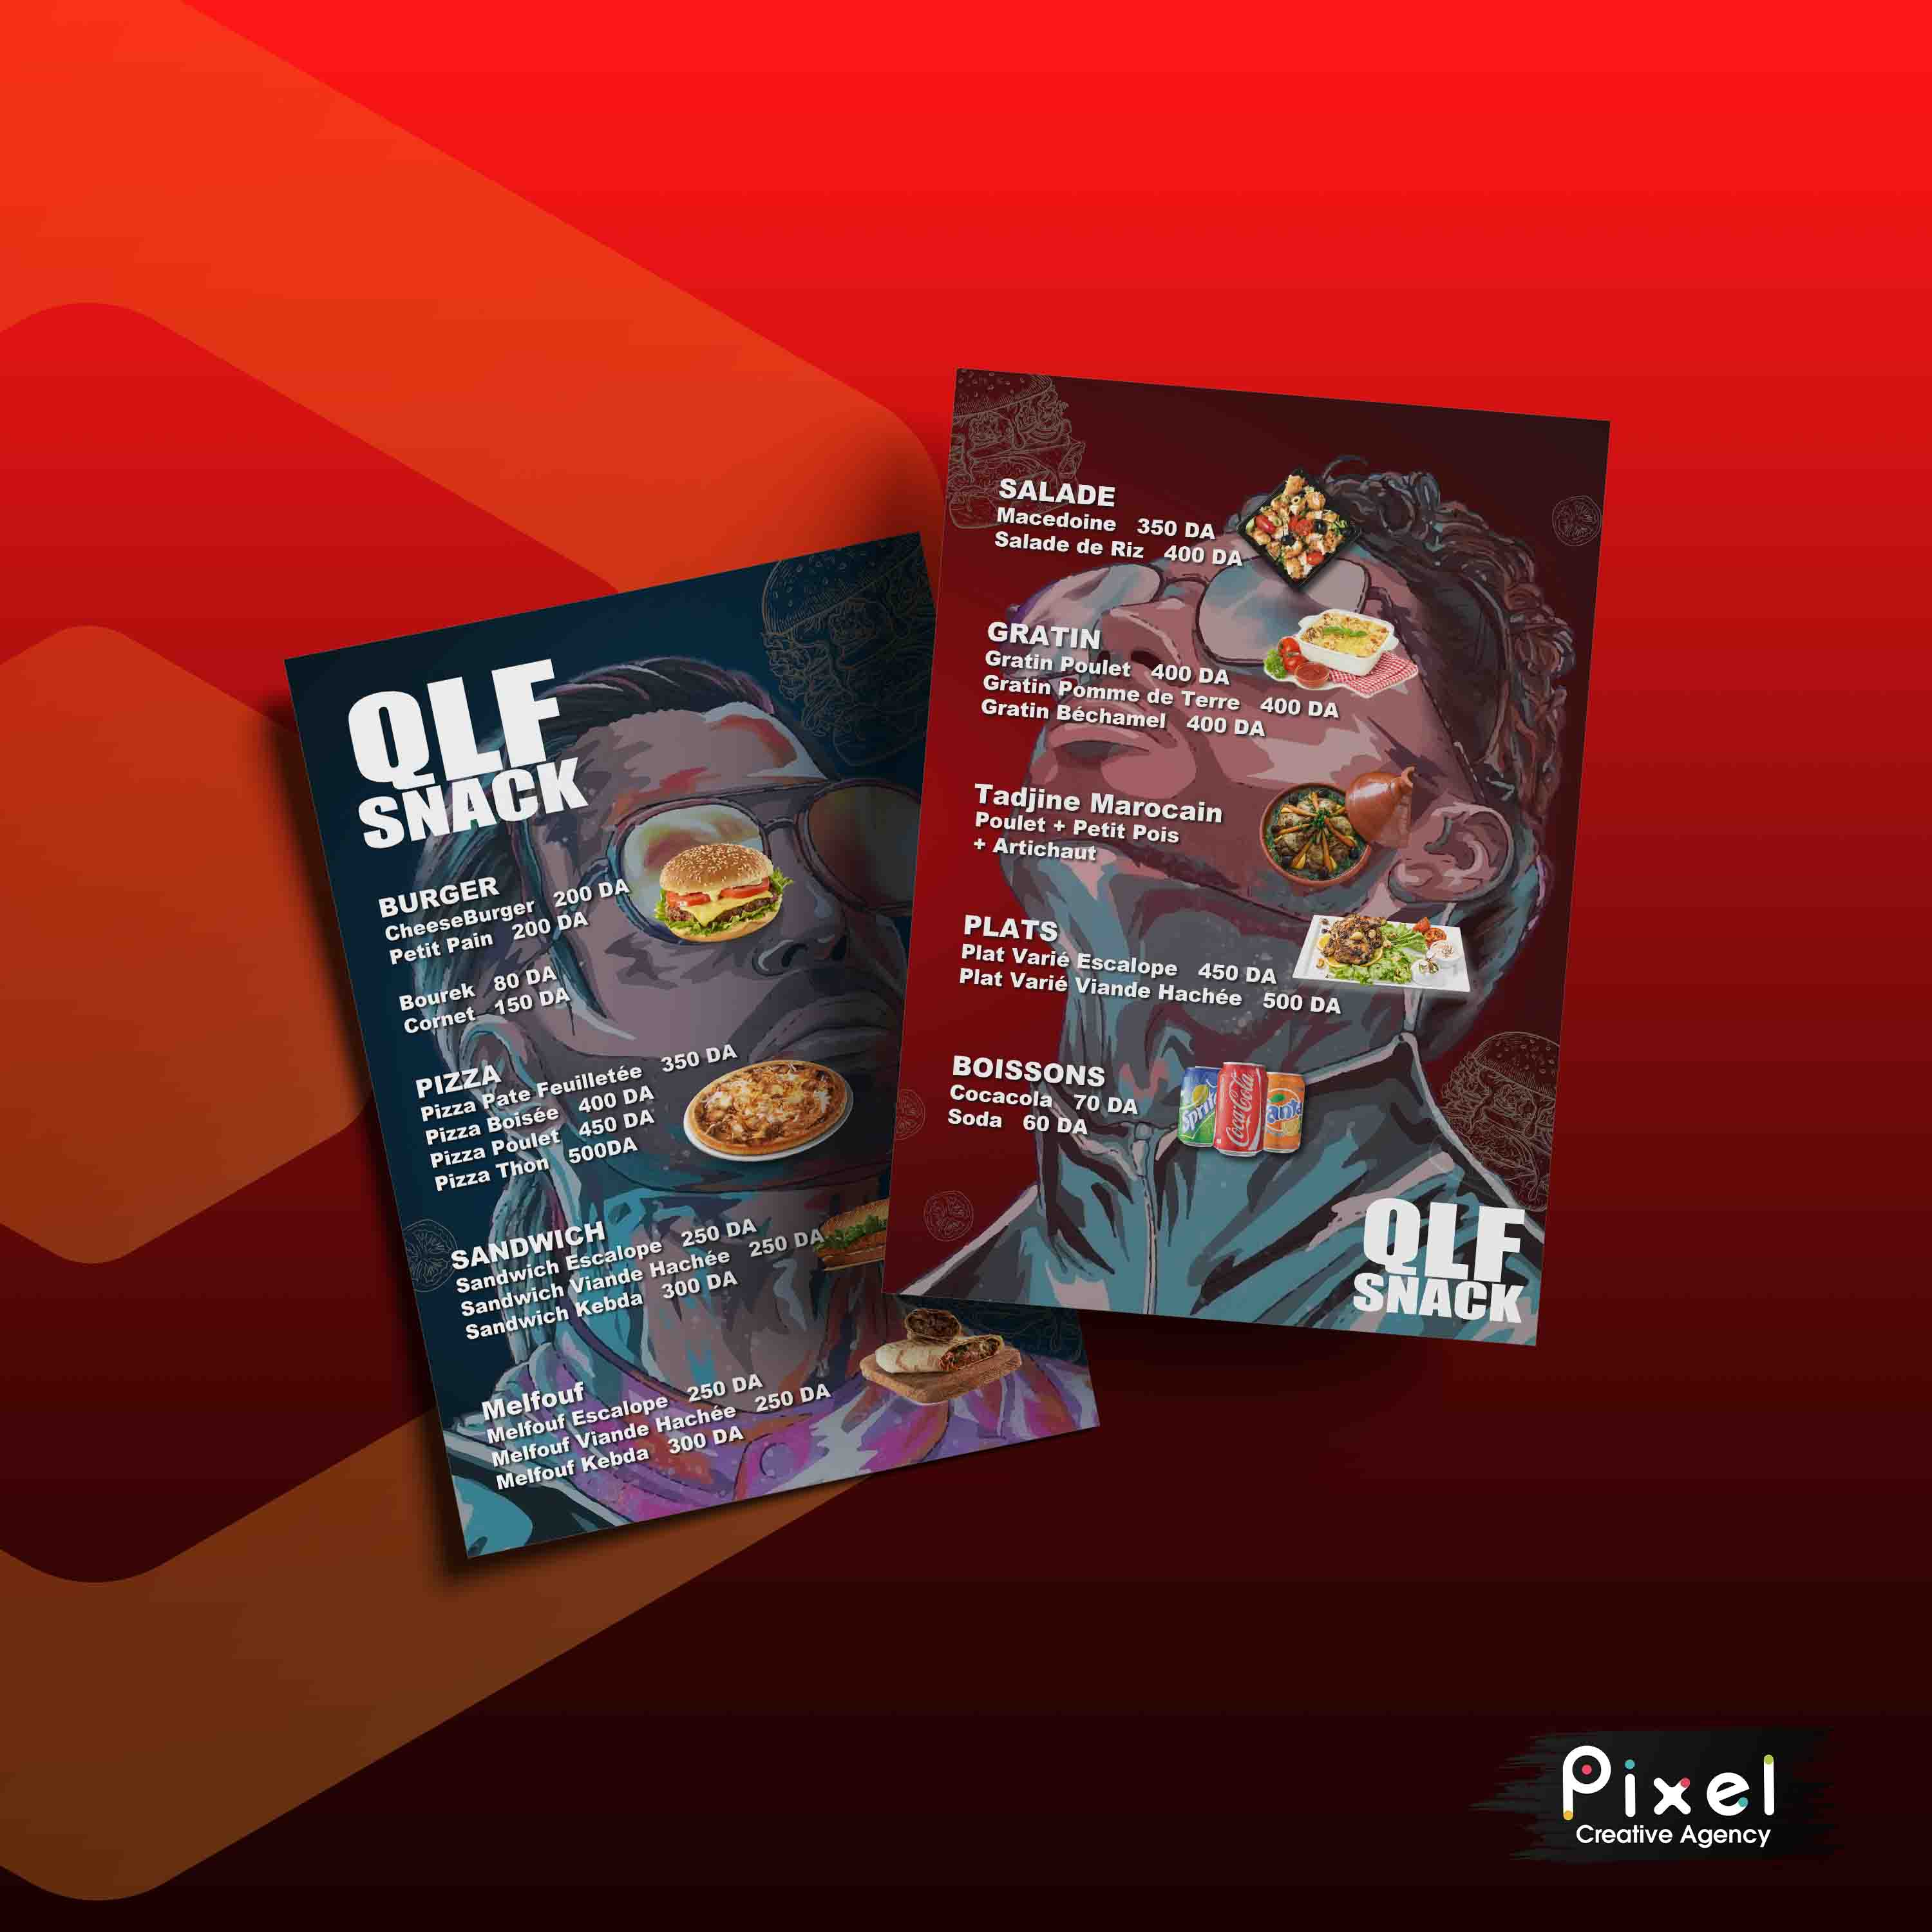 QLF
SNACK
BURGER
CheeseBurger 200 DA
Petit Pain 200 DA
Bourek 80 DA
Cornet 150 DA
PIZZA
Pizza Pate Feuilletée 350 DA
Pizza Boisée 400 DA
Pizza Poulet 450 DA
Pizza Thon 500DA
SANDWICH
Sandwich Escalope 250 DA
Sandwich Viande Hachée 250 DA
Sandwich Kebda 300 DA
Melfouf
Melfouf Escalope 250 DA
Melfouf Viande Hachée 250 DA
Melfouf Kebda 300 DA
SALADE
Macedoine 350 DA
Salade de Riz 400 DA
GRATIN
Gratin Poulet 400 DA
Gratin Pomme de Terre 400 DA
Gratin Béchamel 400 DA
Tadjine Marocain
Poulet + Petit Pois
+ Artichaut
PLATS
Plat Varié Escalope 450 DA
Plat Varié Viande Hachée 500 DA
BOISSONS
Cocacola 70 DA
Soda 60 DA
Sprit
Coca-Cola
anta
QLF
SNACK
Pixel
Creative Agency